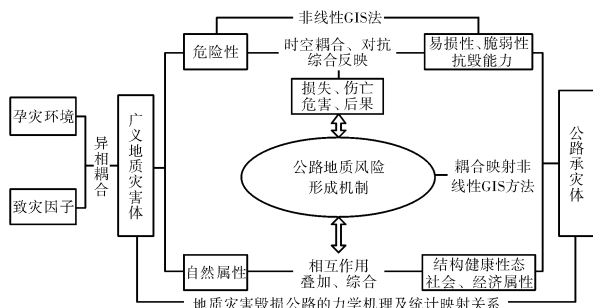 非线性GIS法
危险性
时空耦合、对抗
综合反映
易损性、脆弱性
抗毁能力
损失、伤亡
危害、后果
孕灾环境
致灾因子
异相耦合
广义地质灾害体
公路地质风险
形成机制
耦合映射非
线性GIS方法
公路承灾体
自然属性
相互作用
叠加、综合
结构健康性态
社会、经济属性
地质灾害毁损公路的力学机理及统计映射关系